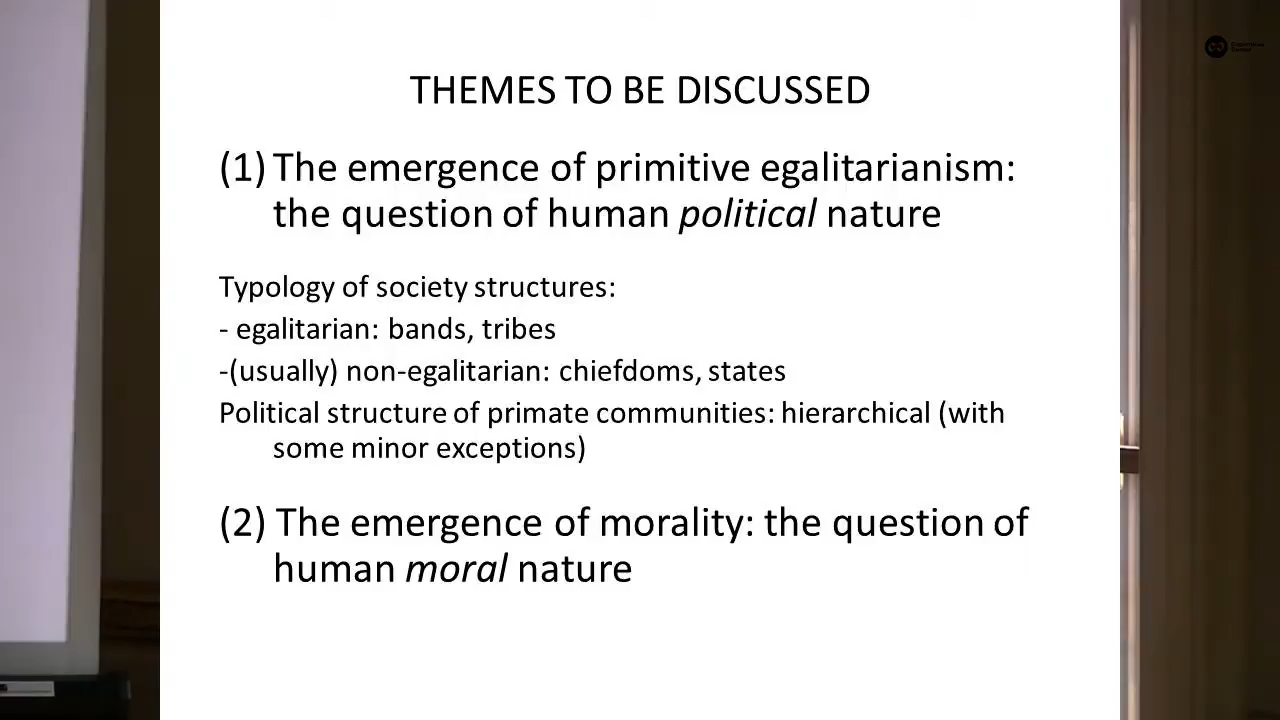 THEMES TO BE DISCUSSED
(1) The emergence of primitive egalitarianism:
the question of human political nature
Typology of society structures:
- egalitarian: bands, tribes
-(usually) non-egalitarian: chiefdoms, states
Political structure of primate communities: hierarchical (with
some minor exceptions)
(2) The emergence of morality: the question of
human moral nature